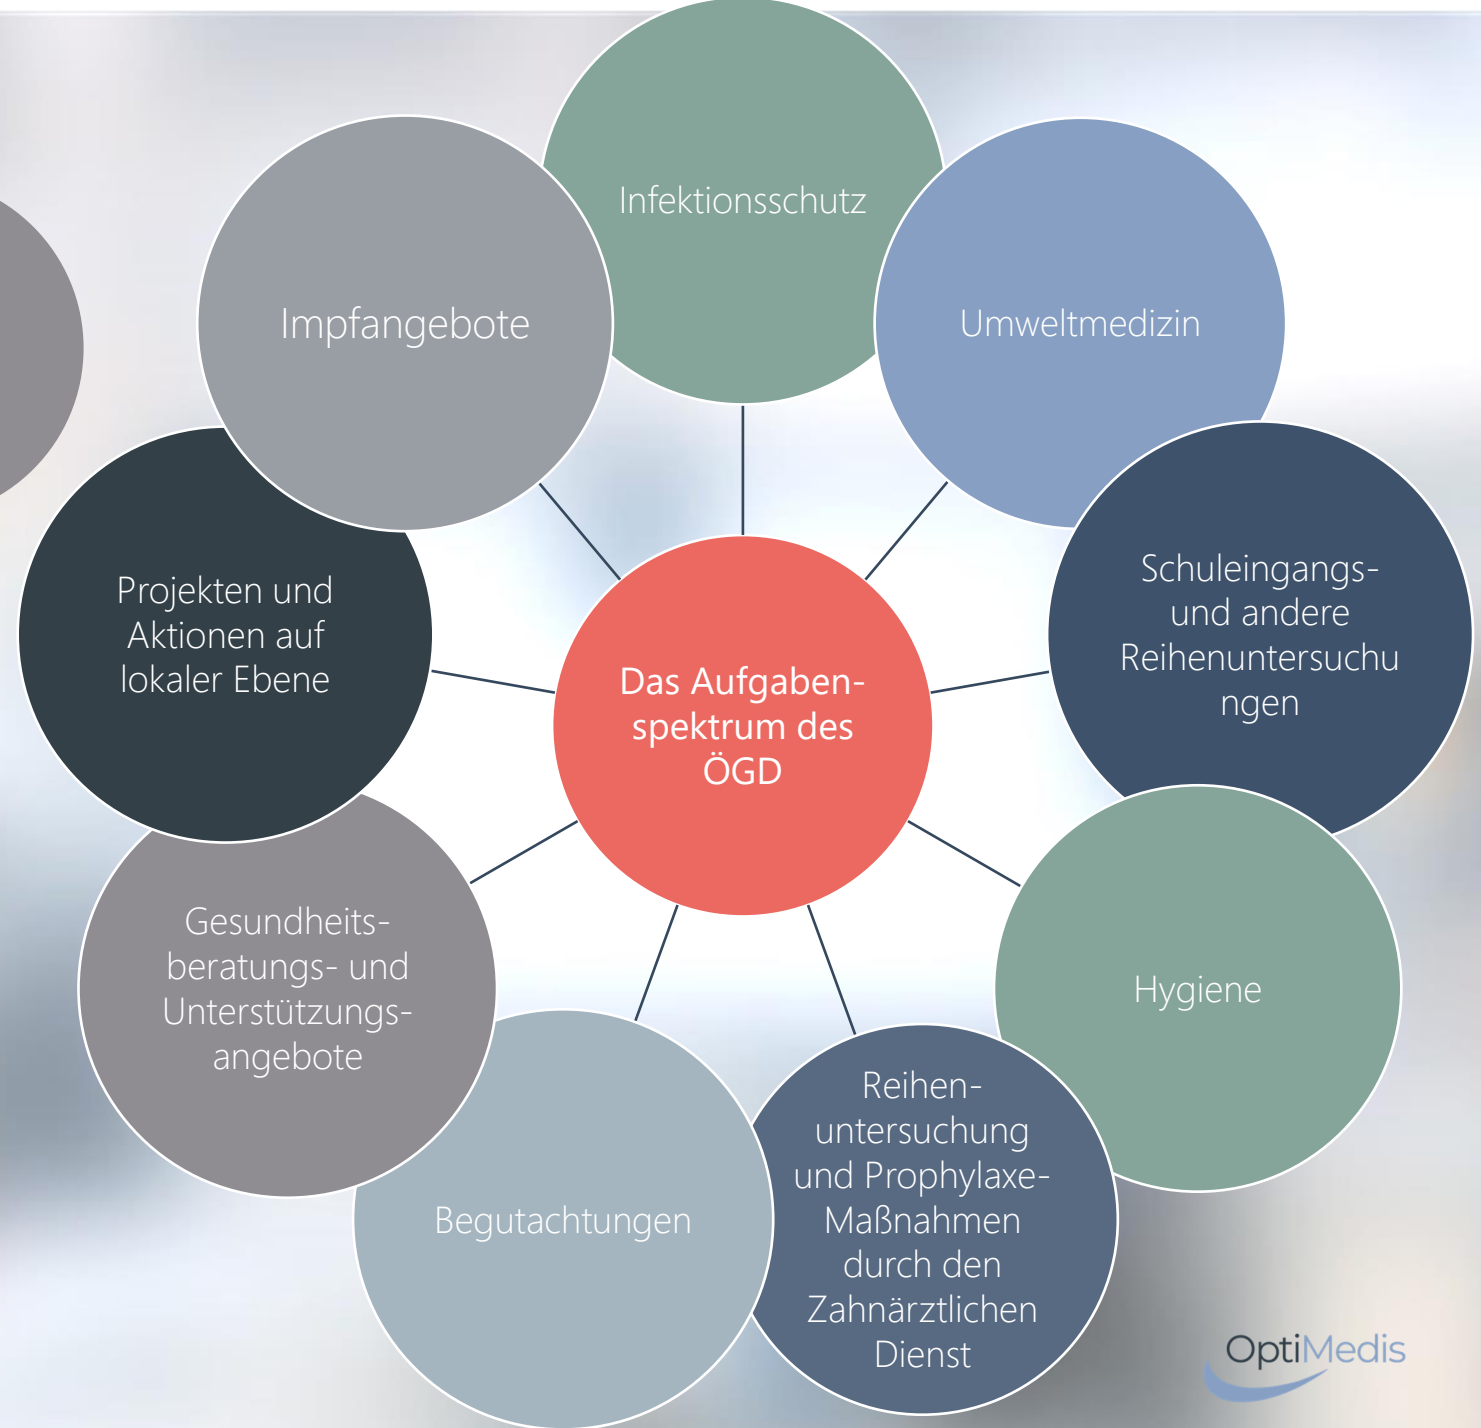 Infektionsschutz
Impfangebote
Umweltmedizin
Schuleingangs-
und andere
Reihenuntersuchu
ngen
Projekten und
Aktionen auf
lokaler Ebene
Das Aufgaben-
spektrum des
ÖGD
Gesundheits-
beratungs- und
Unterstützungs-
angebote
Hygiene
Reihen-
untersuchung
und Prophylaxe-
Maßnahmen
durch den
Zahnärztlichen
Dienst
Begutachtungen
OptiMedis